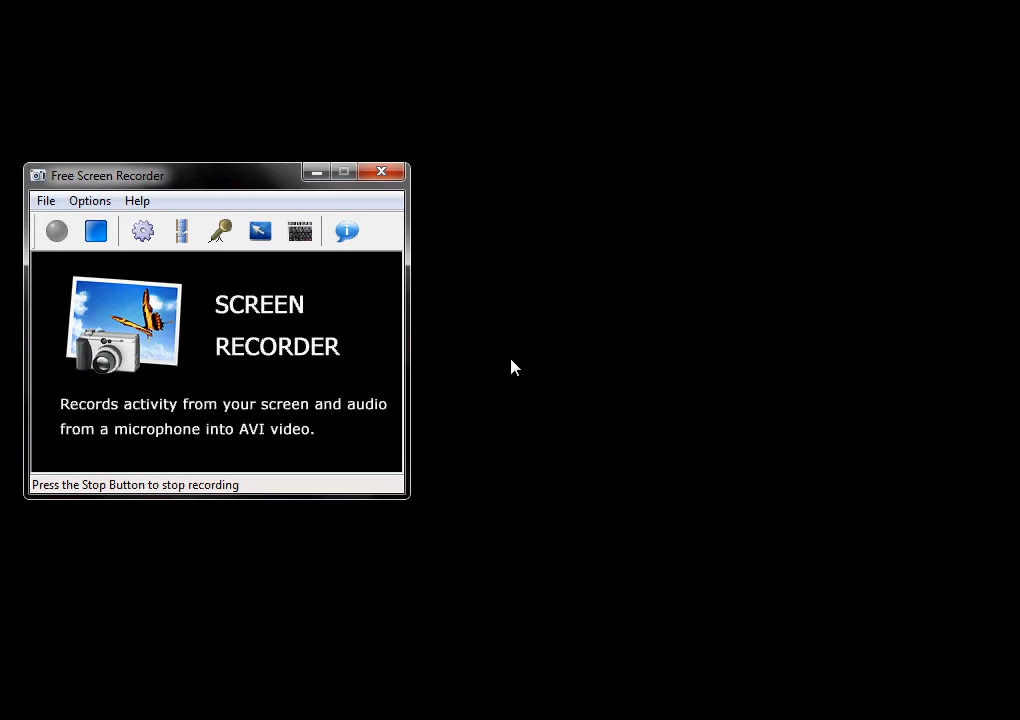 Free Screen Recorder
File Options Help
SCREEN
RECORDER
Records activity from your screen and audio
from a microphone into AVI video.
Press the Stop Button to stop recording